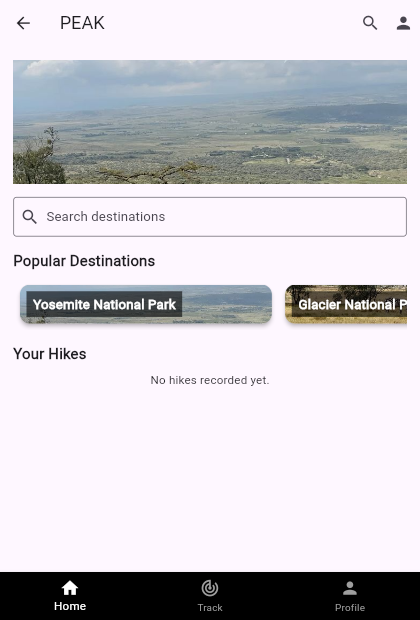 PEAK
Search destinations
Popular Destinations
Yosemite National Park
Glacier National P
Your Hikes
No hikes recorded yet.
Home
Track
Profile